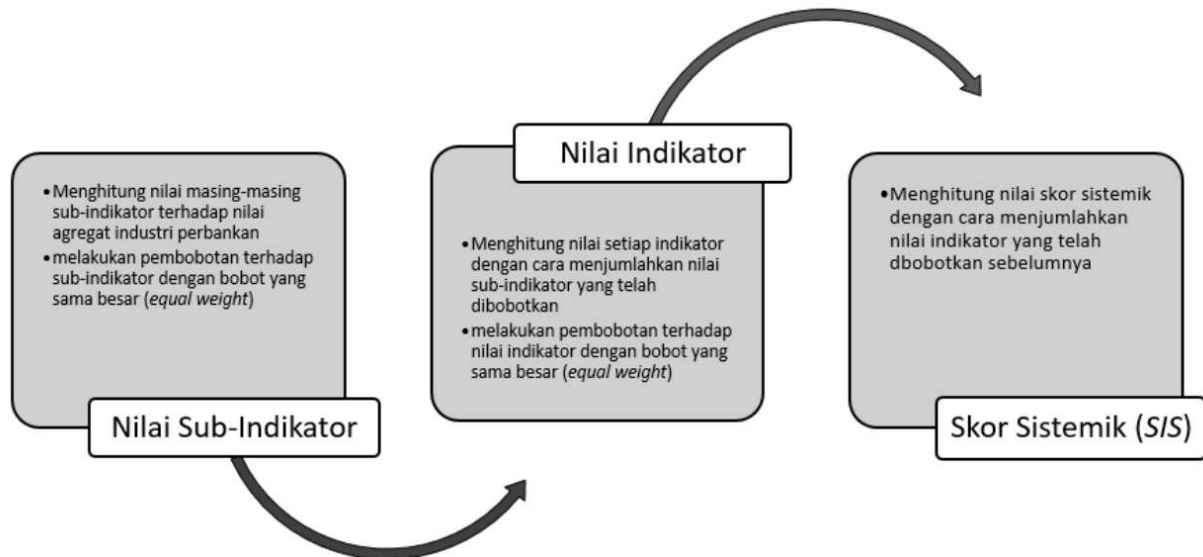 •Menghitung nilai masing-masing
sub-indikator terhadap nilai
agregat industri perbankan
•melakukan pembobotan terhadap
sub-indikator dengan bobot yang
sama besar (equal weight)
Nilai Sub-Indikator
Nilai Indikator
•Menghitung nilai setiap indikator
dengan cara menjumlahkan nilai
sub-indikator yang telah
dibobotkan
•melakukan pembobotan terhadap
nilai indikator dengan bobot yang
sama besar (equal weight)
•Menghitung nilai skor sistemik
dengan cara menjumlahkan
nilai indikator yang telah
dbobotkan sebelumnya
Skor Sistemik (SIS)